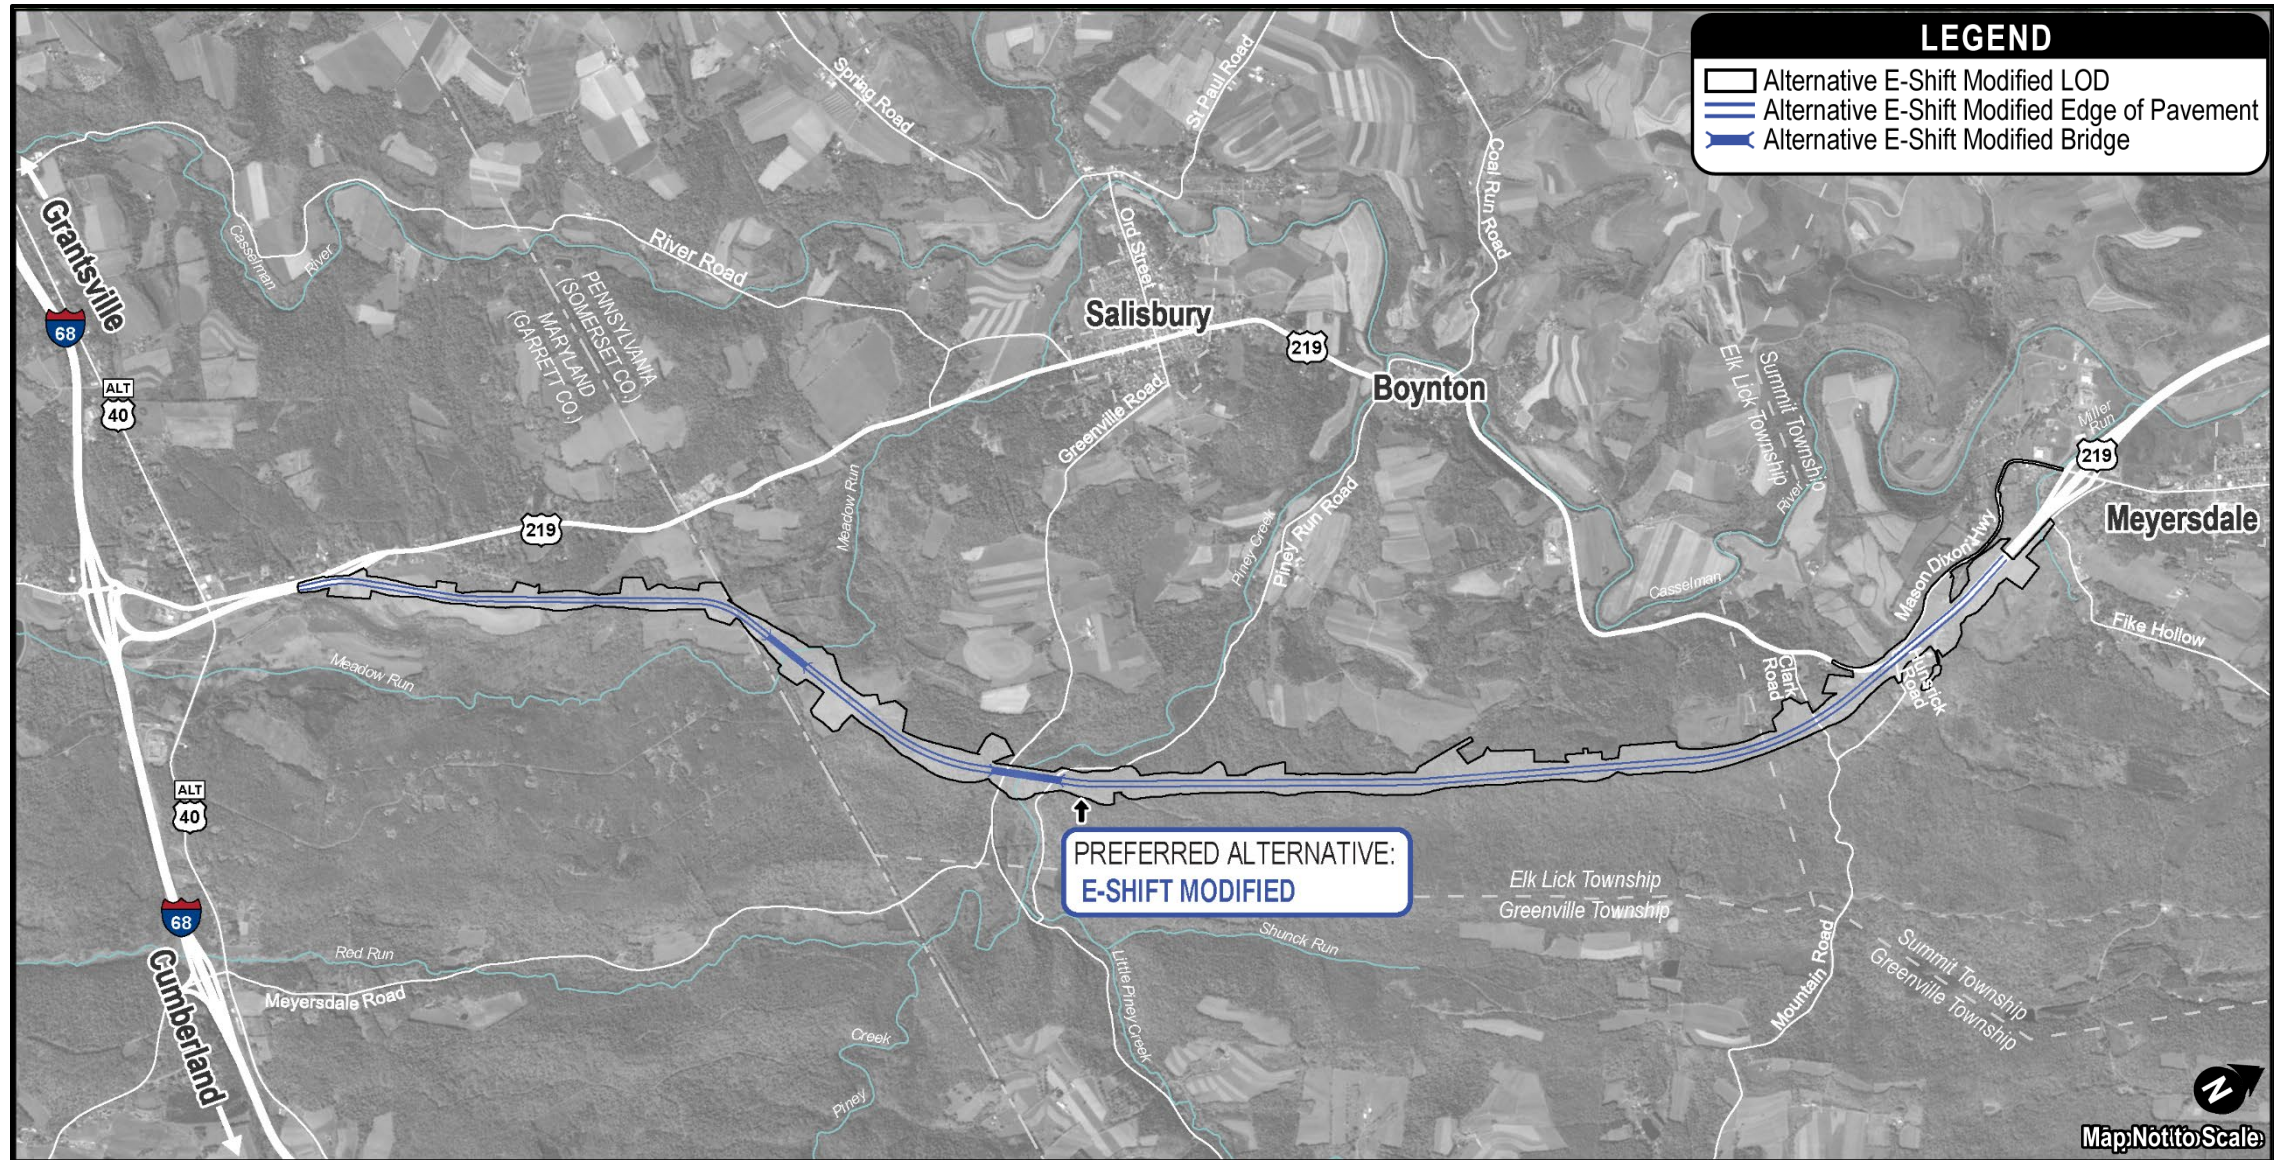 LEGEND
Alternative E-Shift Modified LOD
Alternative E-Shift Modified Edge of Pavement
Alternative E-Shift Modified Bridge
Spring Road
St Paul Road
Coal Run Road
Grantsville
68
ALT
40
Casselman
River
River Road
PENNSYLVANIA
(SOMERSET CO.)
MARYLAND
(GARRETT CO.)
Ord Street
Salisbury
219
Boynton
Greenville Road
Elk Lick Township
Summit Township
River
Miller
Run
219
Meyersdale
Mason Dixon Hwy
Meadow Run
219
Piney Creek
Piney Run Road
Casselman
Fike Hollow
Clark
Road
Hunsrick
Road
Meadow Run
ALT
40
PREFERRED ALTERNATIVE:
E-SHIFT MODIFIED
Elk Lick Township
Greenville Township
68
Cumberland
Red Run
Meyersdale Road
Shunck Run
Little Piney Creek
Creek
Piney
Mountain Road
Summit Township
Greenville Township
N
Map Not to Scale